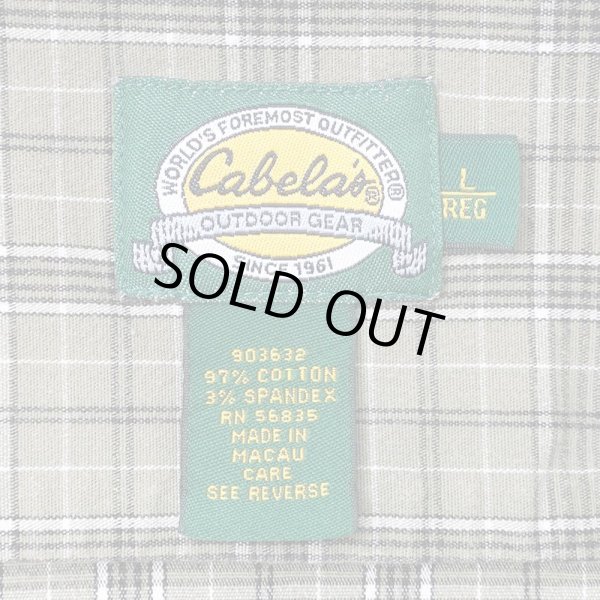 WORLD'S FOREMOST OUTFITTER®
Cabela's®
OUTDOOR GEAR
SINCE 1961
L
REG
SOLD OUT
903632
97% COTTON
3% SPANDEX
RN 56835
MADE IN
MACAU
CARE
SEE REVERSE